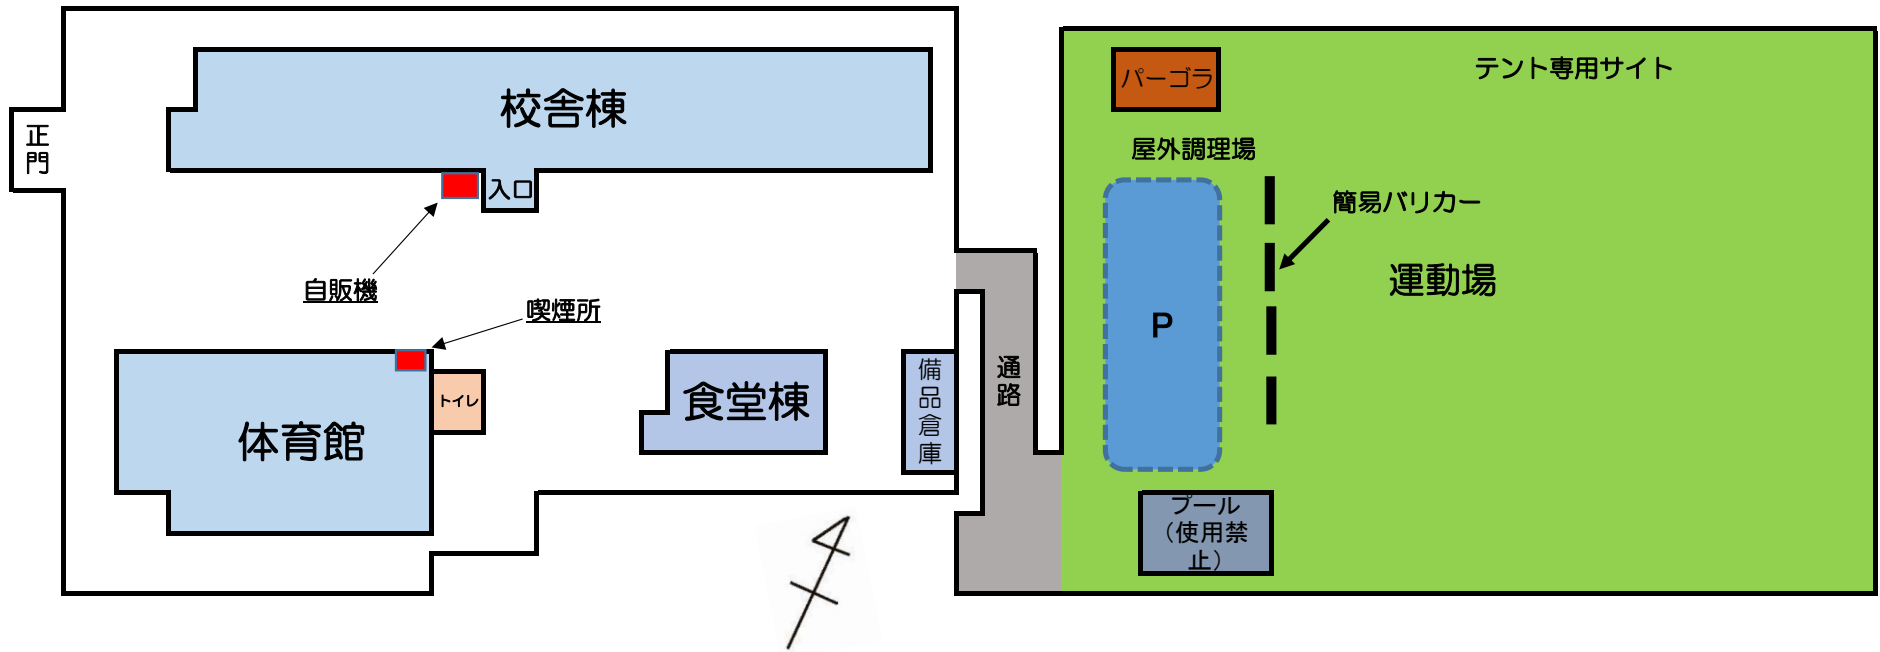 テント専用サイト
パーゴラ
校舎棟
正
門
屋外調理場
入口
簡易バリカー
運動場
自販機
喫煙所
P
通
路
備
品
倉
庫
食堂棟
トイレ
体育館
プール
（使用禁
止）